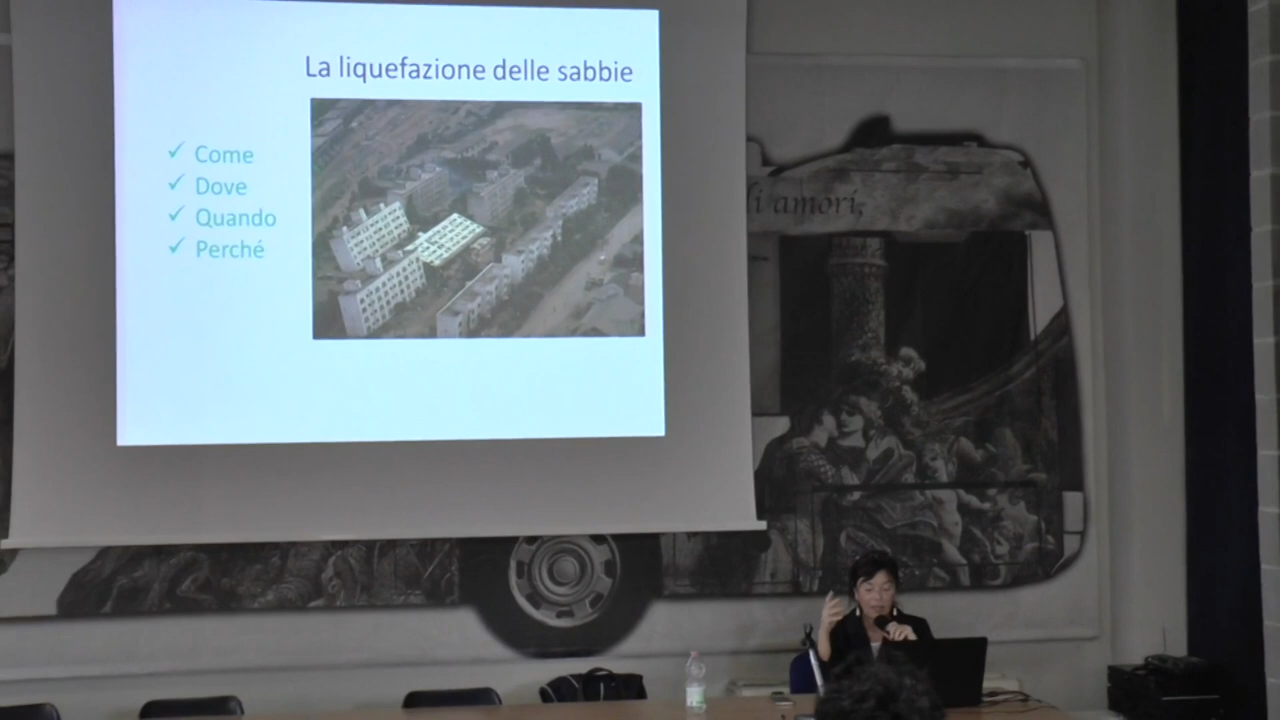 La liquefazione delle sabbie
✓ Come
✓ Dove
✓ Quando
✓ Perché
amori,